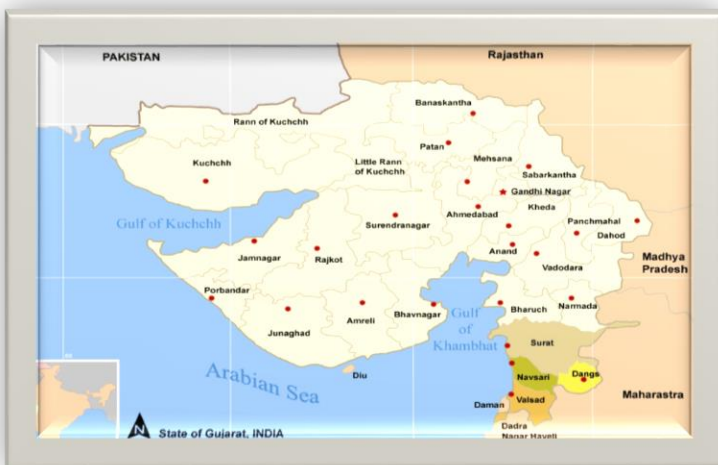 PAKISTAN
Rajasthan
Banaskantha
Rann of Kuchchh
Patan
Mehsana
Little Rann
of Kuchchh
Kuchchh
Sabarkantha
Gandhi Nagar
Ahmedabad
Kheda
Gulf of Kuchchh
Surendranagar
Panchmahal
Dahod
Anand
Jamnagar
Rajkot
Vadodara
Madhya
Pradesh
Porbandar
Junaghad
Amreli
Bhavnagar
Gulf
of
Khambhat
Bharuch
Narmada
Surat
Arabian Sea
Diu
Navsari
Dangs
Maharastra
Daman
Valsad
Dadra
Nagar Haveti
N
State of Gujarat, INDIA